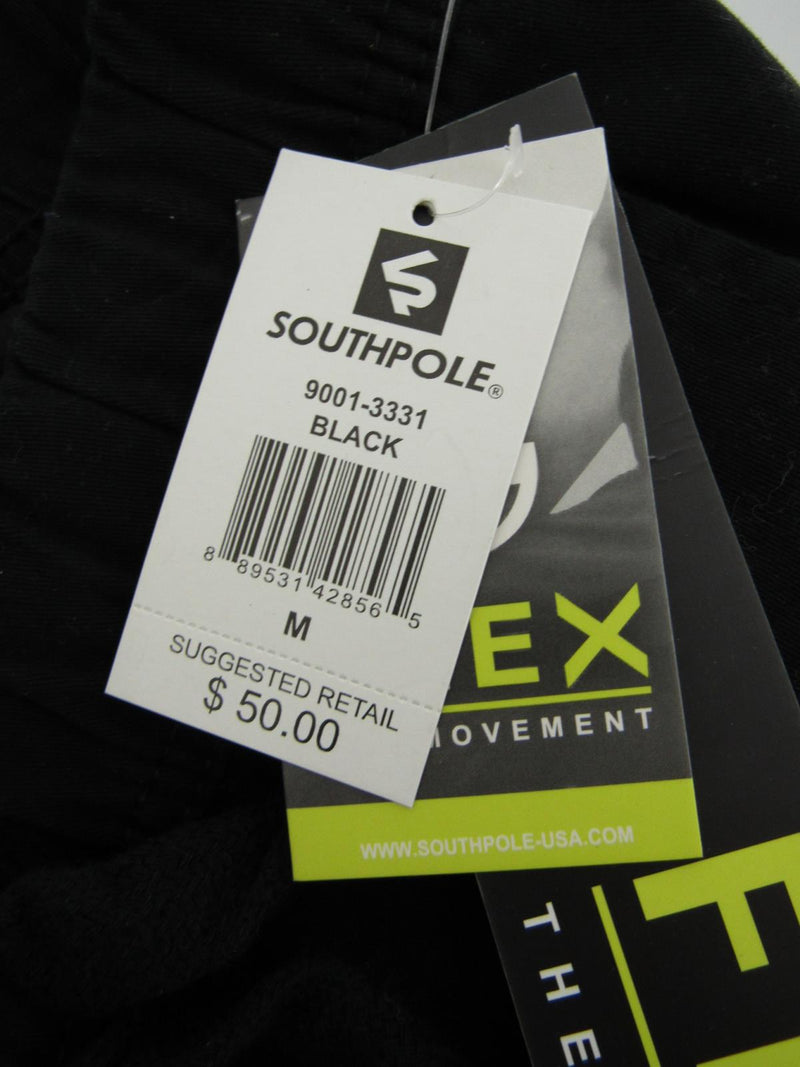 SOUTHPOLE®
9001-3331
BLACK
8 89531 42856 5
M
SUGGESTED RETAIL
$ 50.00
EX
MOVEMENT
WWW.SOUTHPOLE-USA.COM
F
THE